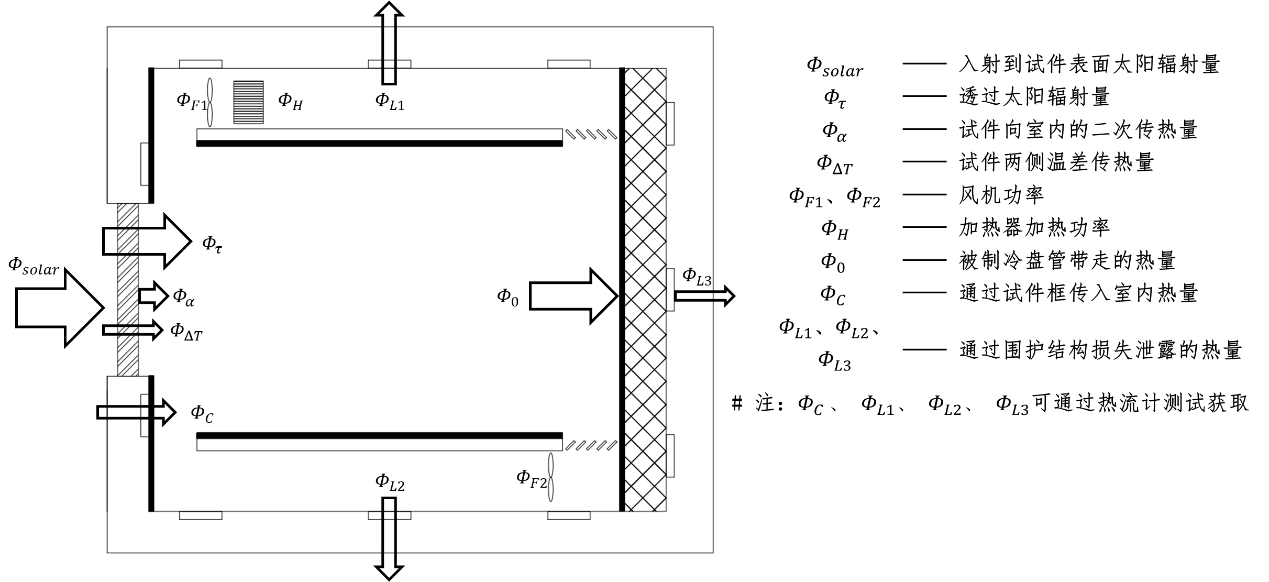 Φ_L1
Φ_F1
Φ_H
Φ_τ
Φ_solar
Φ_α
Φ_0
Φ_L3
Φ_ΔT
Φ_C
Φ_L2
Φ_F2
Φ_solar —— 入射到试件表面太阳辐射量
Φ_τ —— 透过太阳辐射量
Φ_α —— 试件向室内的二次传热量
Φ_ΔT —— 试件两侧温差传热量
Φ_F1、Φ_F2 —— 风机功率
Φ_H —— 加热器加热功率
Φ_0 —— 被制冷盘管带走的热量
Φ_C —— 通过试件框传入室内热量
Φ_L1、Φ_L2、
Φ_L3 —— 通过围护结构损失泄露的热量
# 注：Φ_C、Φ_L1、Φ_L2、Φ_L3可通过热流计测试获取